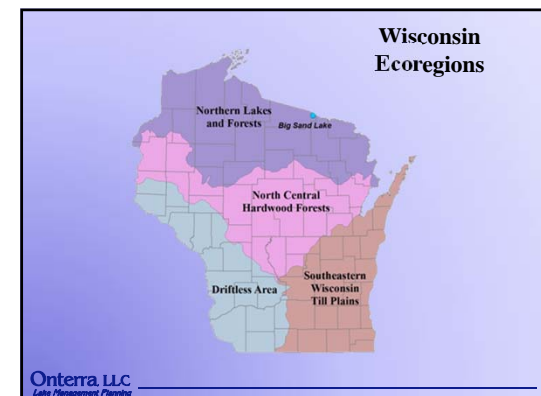 Wisconsin
Ecoregions
Northern Lakes
and Forests
Big Sand Lake
North Central
Hardwood Forests
Southeastern
Wisconsin
Till Plains
Driftless Area
Onterra LLC
Lake Management Planning